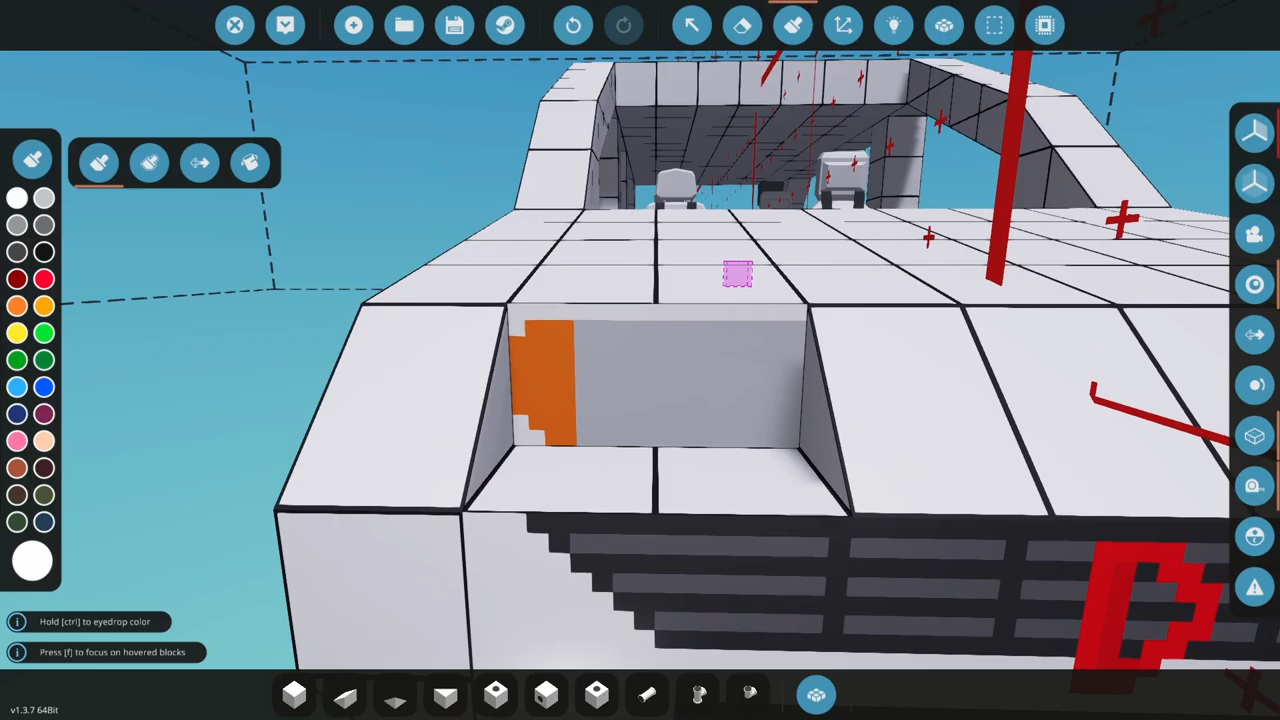 Hold [ctrl] to eyedrop color
Press [f] to focus on hovered blocks
v1.3.7 64Bit
D